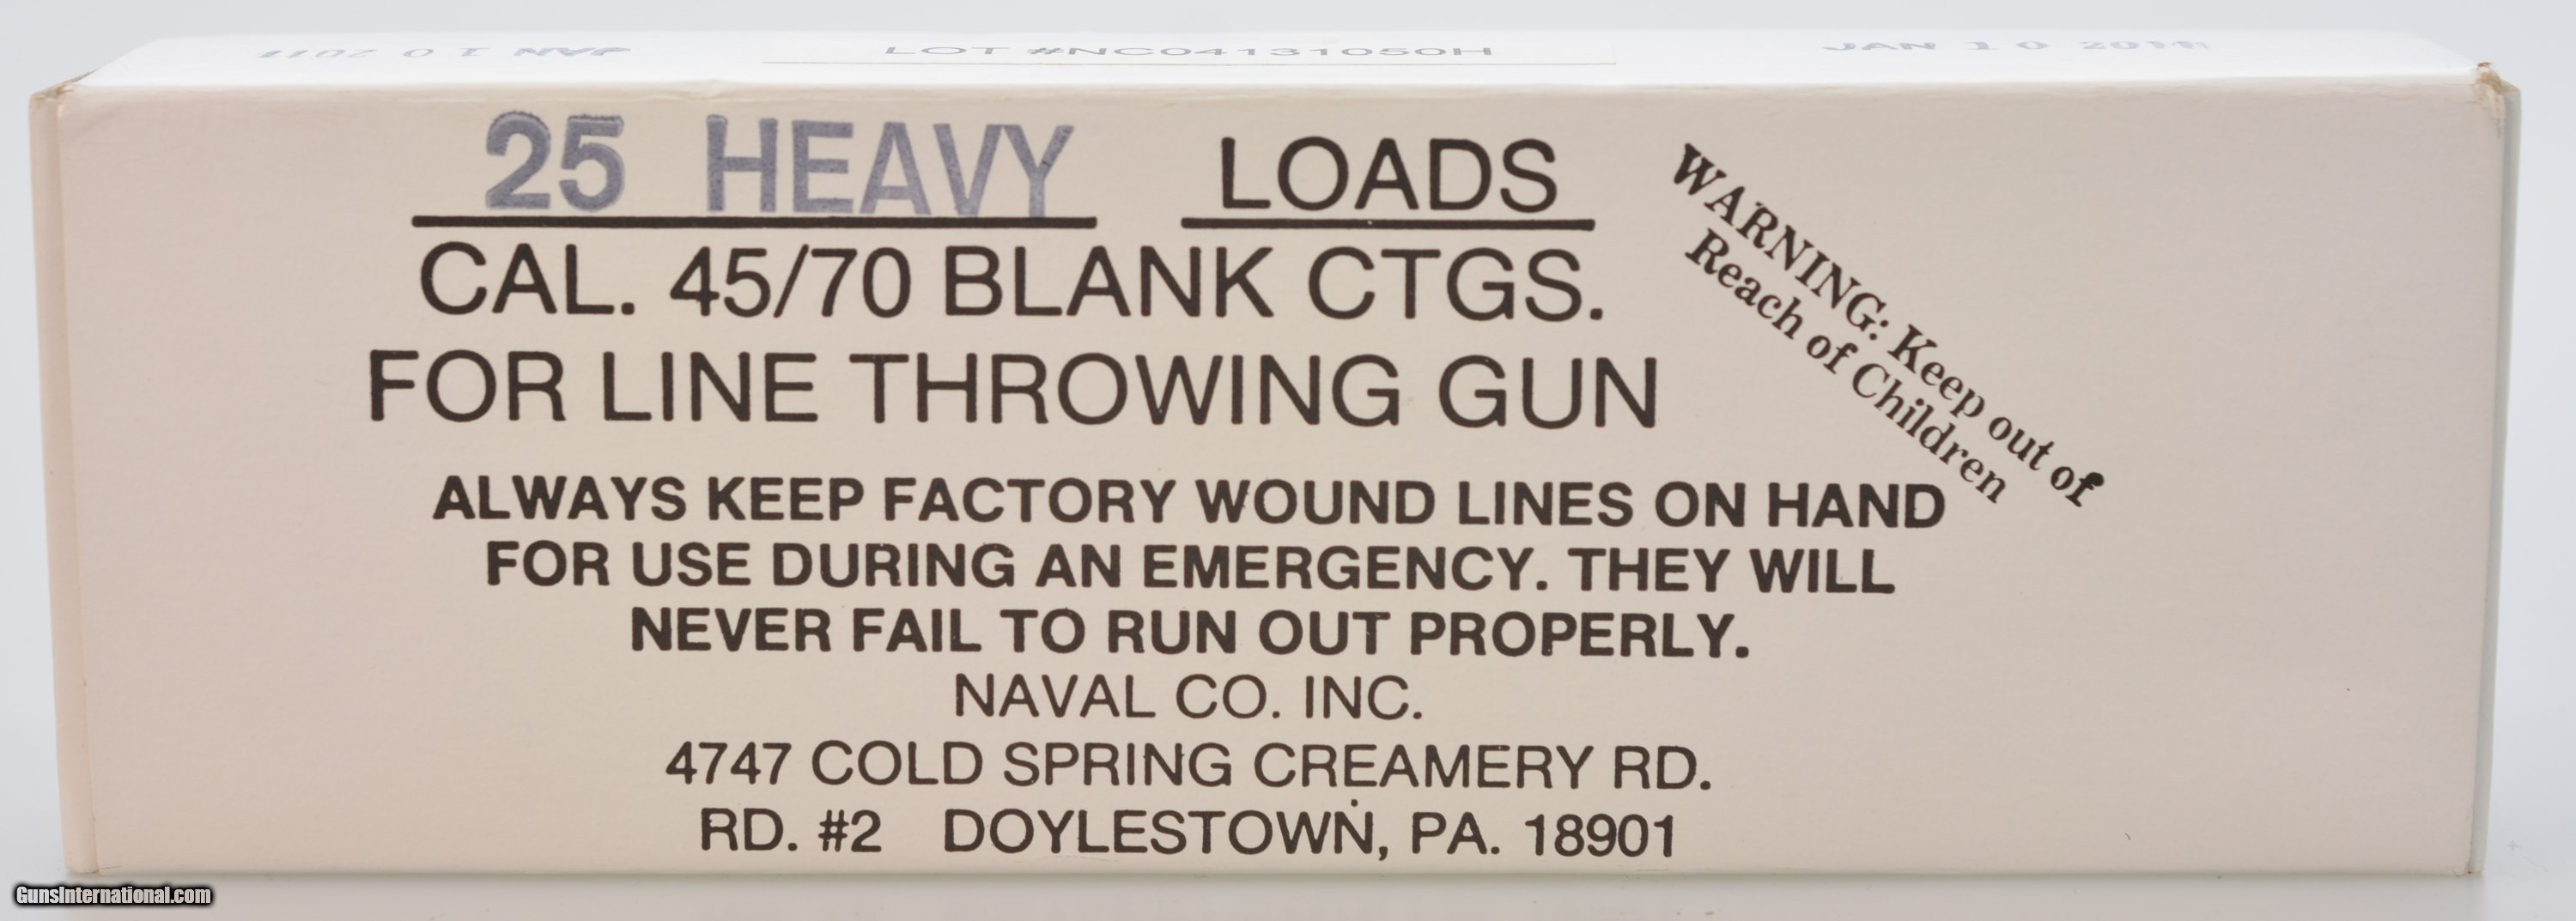 JAN 10 2011
LOT #NC04131050H
JAN 10 2011
25 HEAVY LOADS
CAL. 45/70 BLANK CTGS.
FOR LINE THROWING GUN
WARNING: Keep out of
Reach of Children
ALWAYS KEEP FACTORY WOUND LINES ON HAND
FOR USE DURING AN EMERGENCY. THEY WILL
NEVER FAIL TO RUN OUT PROPERLY.
NAVAL CO. INC.
4747 COLD SPRING CREAMERY RD.
RD. #2 DOYLESTOWN, PA. 18901
GunsInternational.com